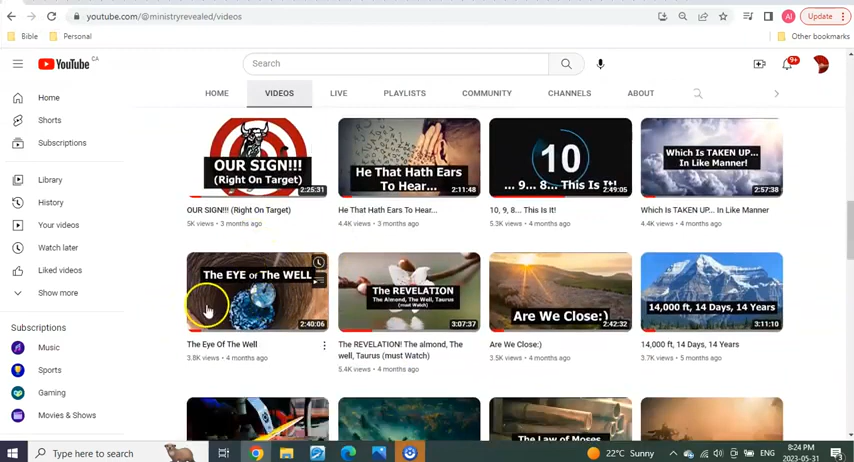 youtube.com/@ministryrevealed/videos
AI
Update
Bible
Personal
Other bookmarks
YouTube CA
Search
9+
HOME
VIDEOS
LIVE
PLAYLISTS
COMMUNITY
CHANNELS
ABOUT
Home
Shorts
Subscriptions
Library
History
Your videos
Watch later
Liked videos
Show more
Subscriptions
Music
Sports
Gaming
Movies & Shows
OUR SIGN!!!
(Right On Target)
2:25:31
OUR SIGN!!! (Right On Target)
5K views • 3 months ago
He That Hath Ears
To Hear...
2:11:48
He That Hath Ears To Hear...
4.4K views • 3 months ago
10
... 9... 8... This Is It!
2:49:05
10, 9, 8... This Is It!
5.3K views • 4 months ago
Which Is TAKEN UP...
In Like Manner!
2:57:38
Which Is TAKEN UP... In Like Manner
4.4K views • 4 months ago
The EYE of The WELL
2:40:06
The Eye Of The Well
3.8K views • 4 months ago
The REVELATION
The Almond, The Well, Taurus
(must Watch)
3:07:37
The REVELATION! The almond, The
well, Taurus (must Watch)
5.4K views • 4 months ago
Are We Close:)
2:42:32
Are We Close:)
3.5K views • 4 months ago
14,000 ft, 14 Days, 14 Years
3:11:10
14,000 ft, 14 Days, 14 Years
3.7K views • 5 months ago
The Law of Moses
Type here to search
22°C Sunny
ENG
8:24 PM
2023-05-31
3